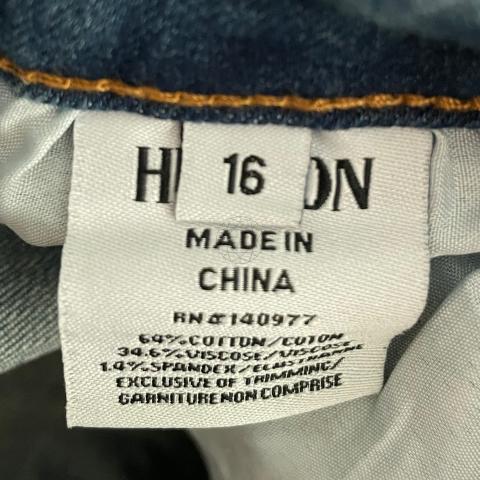 16
MADE IN
CHINA
RN# 140977
64% COTTON/COTON
34.6% VISCOSE/VISCOSE
1.4% SPANDEX/ELASTHANNE
EXCLUSIVE OF TRIMMING/
GARNITURE NON COMPRISE